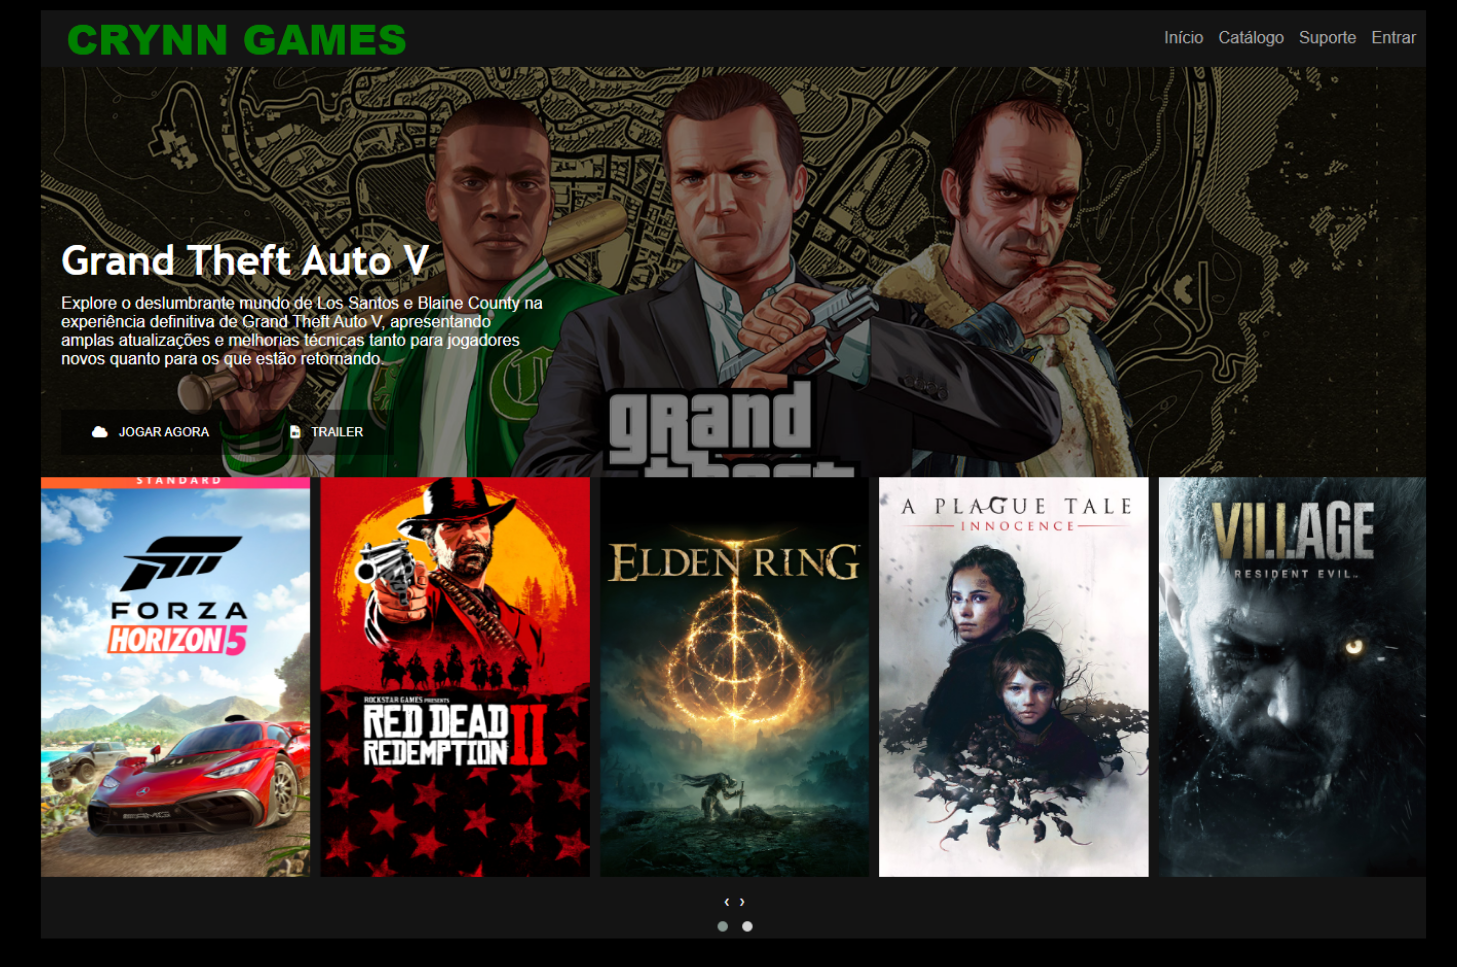 CRYNN GAMES
Início Catálogo Suporte Entrar
Grand Theft Auto V
Explore o deslumbrante mundo de Los Santos e Blaine County na
experiência definitiva de Grand Theft Auto V, apresentando
amplas atualizações e melhorias técnicas tanto para jogadores
novos quanto para os que estão retornando.
JOGAR AGORA
TRAILER
grand
theft
STANDARD
FORZA
HORIZON 5
ROCKSTAR GAMES PRESENTS
RED DEAD
REDEMPTION II
ELDEN RING
A PLAGUE TALE
INNOCENCE
VILLAGE
RESIDENT EVIL
‹ ›